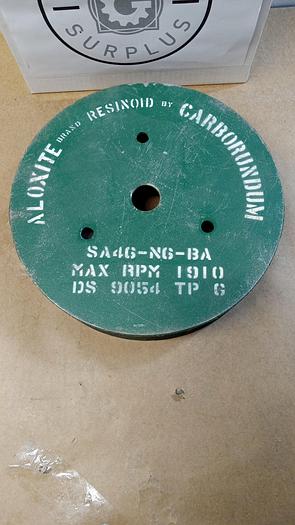 SURPLUS
ALOXITE BRAND RESINOID BY CARBORUNDUM
SA46-N6-BA
MAX RPM 1910
DS 9054 TP G